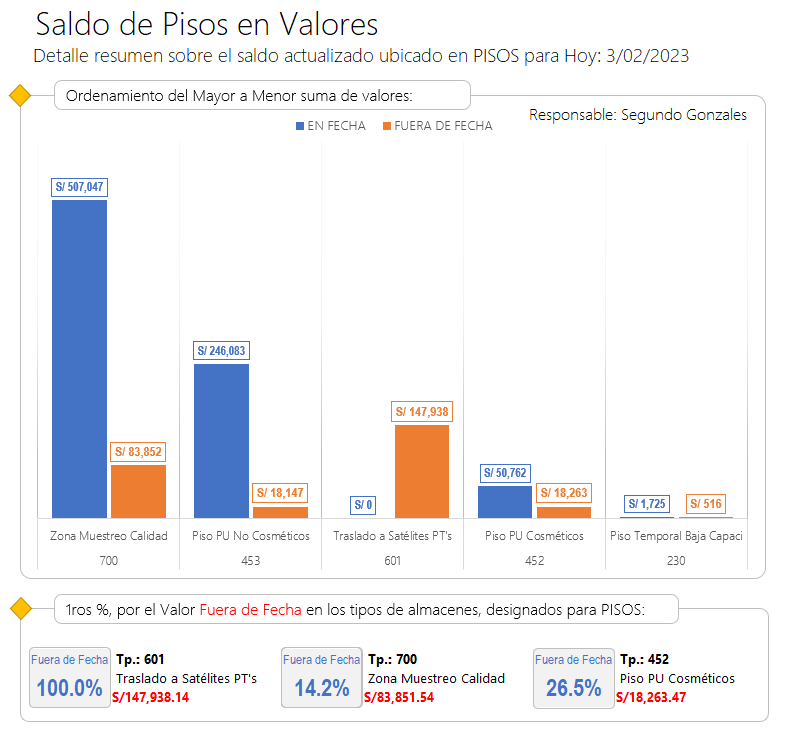 Saldo de Pisos en Valores
Detalle resumen sobre el saldo actualizado ubicado en PISOS para Hoy: 3/02/2023
Ordenamiento del Mayor a Menor suma de valores:
Responsable: Segundo Gonzales
EN FECHA FUERA DE FECHA
S/ 507,047
S/ 246,083
S/ 147,938
S/ 83,852
S/ 50,762
S/ 18,147
S/ 18,263
S/ 0
S/ 1,725
S/ 516
Zona Muestreo Calidad Piso PU No Cosméticos Traslado a Satélites PT's Piso PU Cosméticos Piso Temporal Baja Capaci
700 453 601 452 230
1ros %, por el Valor Fuera de Fecha en los tipos de almacenes, designados para PISOS:
Fuera de Fecha
100.0%
Tp.: 601
Traslado a Satélites PT's
S/147,938.14
Fuera de Fecha
14.2%
Tp.: 700
Zona Muestreo Calidad
S/83,851.54
Fuera de Fecha
26.5%
Tp.: 452
Piso PU Cosméticos
S/18,263.47